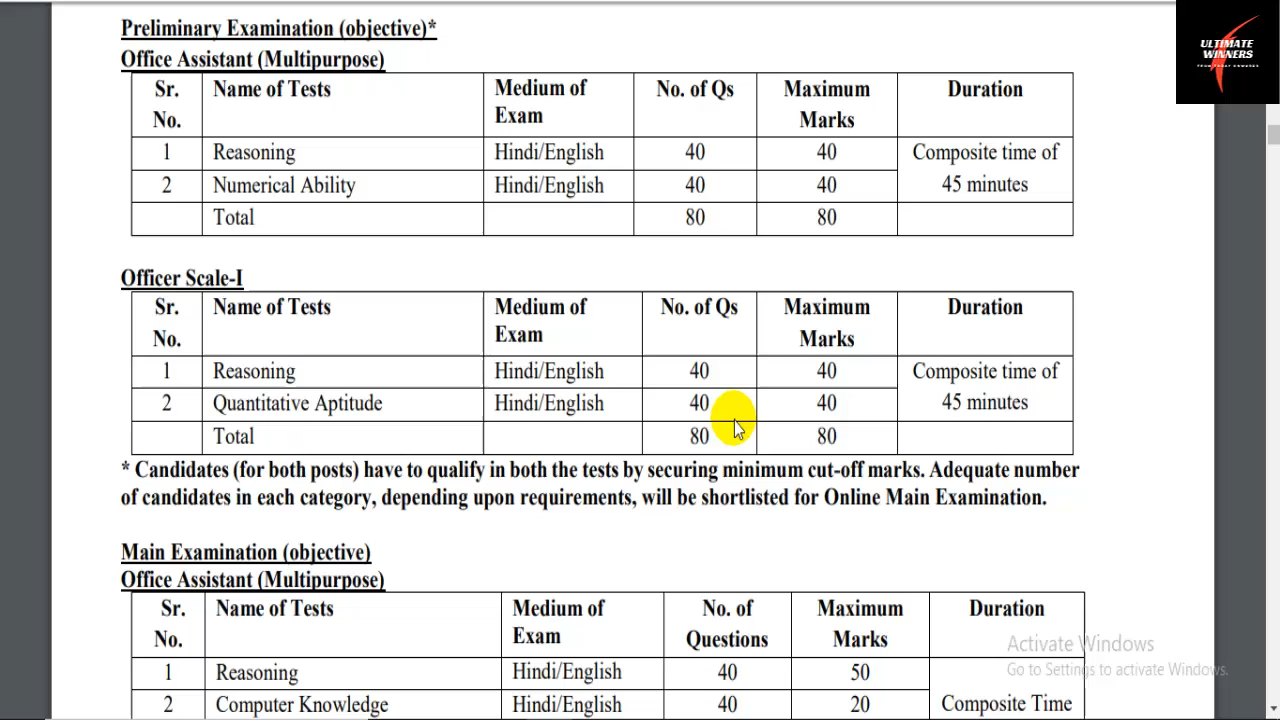 Preliminary Examination (objective)*
Office Assistant (Multipurpose)
Sr. No. Name of Tests Medium of Exam No. of Qs Maximum Marks Duration
1 Reasoning Hindi/English 40 40 Composite time of 45 minutes
2 Numerical Ability Hindi/English 40 40
Total 80 80
Officer Scale-I
Sr. No. Name of Tests Medium of Exam No. of Qs Maximum Marks Duration
1 Reasoning Hindi/English 40 40 Composite time of 45 minutes
2 Quantitative Aptitude Hindi/English 40 40
Total 80 80
* Candidates (for both posts) have to qualify in both the tests by securing minimum cut-off marks. Adequate number
of candidates in each category, depending upon requirements, will be shortlisted for Online Main Examination.
Main Examination (objective)
Office Assistant (Multipurpose)
Sr. No. Name of Tests Medium of Exam No. of Questions Maximum Marks Duration
1 Reasoning Hindi/English 40 50
2 Computer Knowledge Hindi/English 40 20 Composite Time
ULTIMATE
WINNERS
FROM TODAY ONWARDS
Activate Windows
Go to Settings to activate Windows.